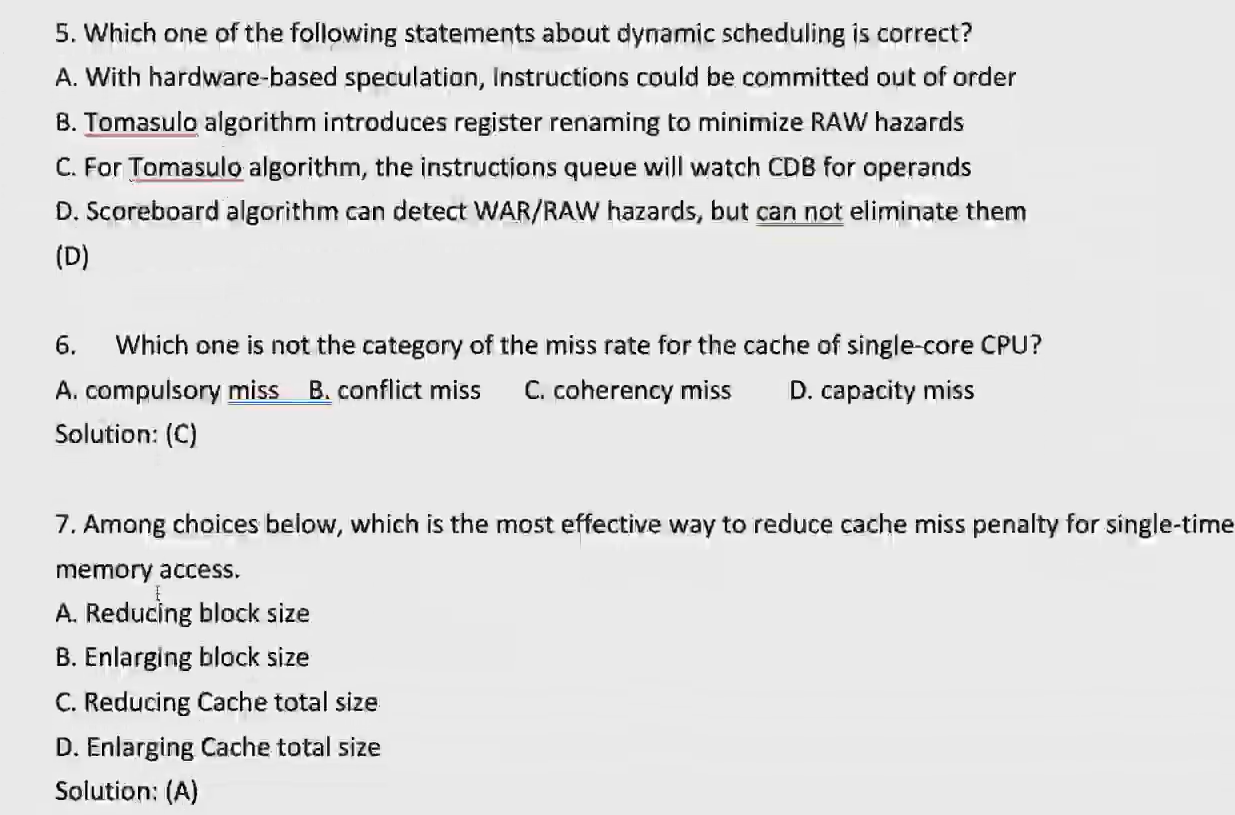 5. Which one of the following statements about dynamic scheduling is correct?
A. With hardware-based speculation, Instructions could be committed out of order
B. Tomasulo algorithm introduces register renaming to minimize RAW hazards
C. For Tomasulo algorithm, the instructions queue will watch CDB for operands
D. Scoreboard algorithm can detect WAR/RAW hazards, but can not eliminate them
(D)
6. Which one is not the category of the miss rate for the cache of single-core CPU?
A. compulsory miss B. conflict miss C. coherency miss D. capacity miss
Solution: (C)
7. Among choices below, which is the most effective way to reduce cache miss penalty for single-time
memory access.
A. Reducing block size
B. Enlarging block size
C. Reducing Cache total size
D. Enlarging Cache total size
Solution: (A)